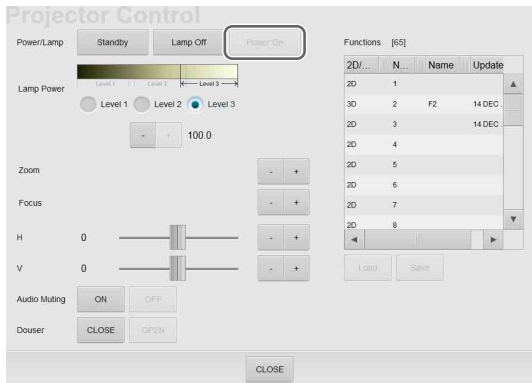 Projector Control
Power/Lamp Standby Lamp Off Power On
Lamp Power
Level 1 Level 2 Level 3
Level 1 Level 2 Level 3
- + 100.0
Zoom - +
Focus - +
H 0 - +
V 0 - +
Audio Muting ON OFF
Douser CLOSE OPEN
Functions [65]
2D/... N... Name Update
2D 1
3D 2 F2 14 DEC
2D 3 14 DEC
2D 4
2D 5
2D 6
2D 7
2D 8
Load Save
CLOSE